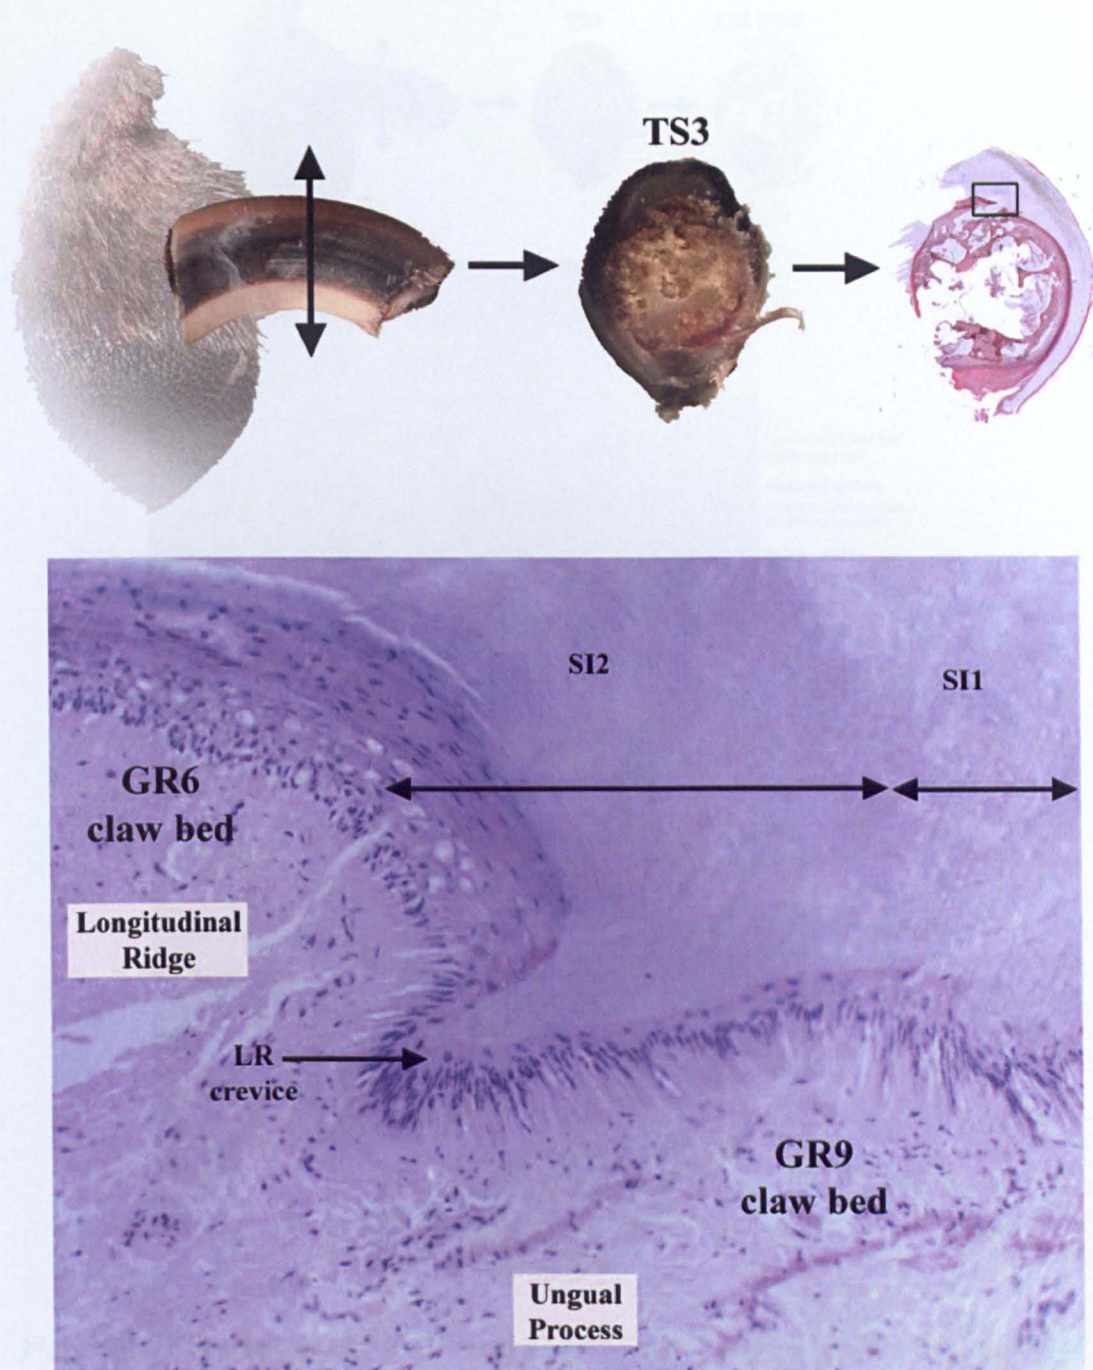 TS3
SI2
SI1
GR6
claw bed
Longitudinal
Ridge
LR
crevice
GR9
claw bed
Ungual
Process